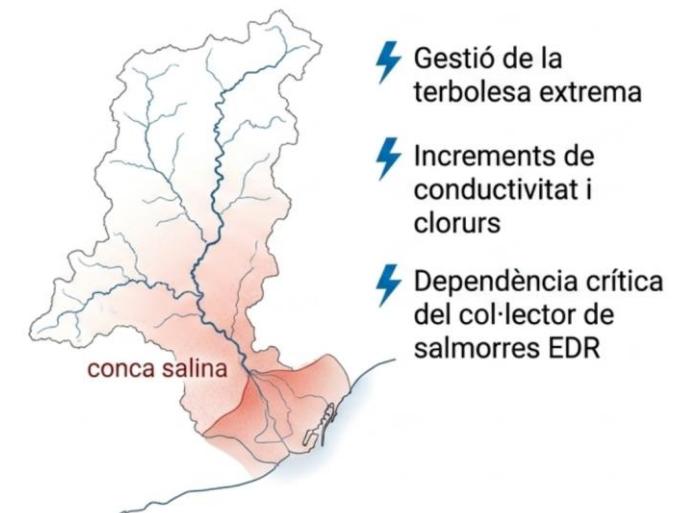 Gestió de la
terbolesa extrema
Increments de
conductivitat i
clorurs
Dependència crítica
del col·lector de
salmorres EDR
conca salina